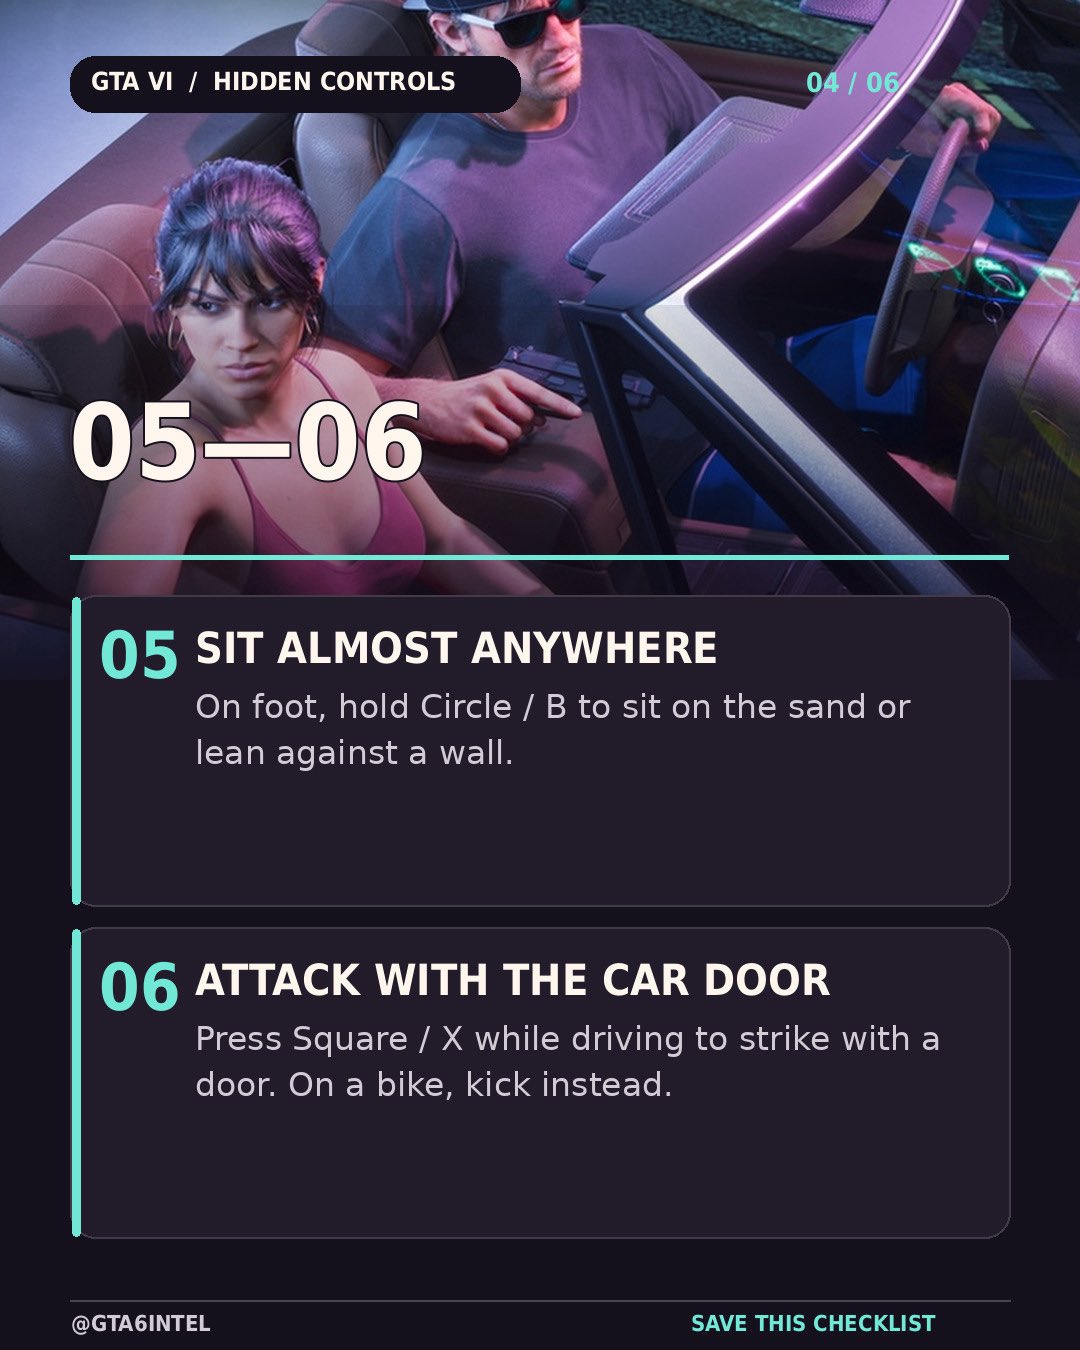 GTA VI / HIDDEN CONTROLS
04 / 06
05—06
05 SIT ALMOST ANYWHERE
On foot, hold Circle / B to sit on the sand or
lean against a wall.
06 ATTACK WITH THE CAR DOOR
Press Square / X while driving to strike with a
door. On a bike, kick instead.
@GTA6INTEL
SAVE THIS CHECKLIST